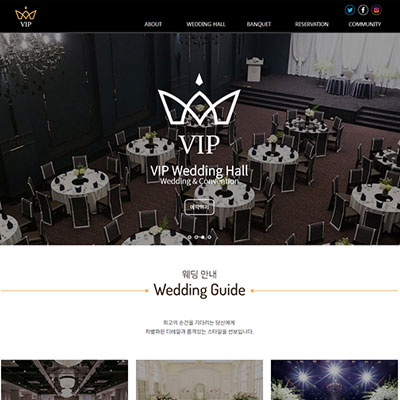 VIP
ABOUT
WEDDING HALL
BANQUET
RESERVATION
COMMUNITY
VIP
VIP Wedding Hall
Wedding & Convention
예약하기
웨딩 안내
Wedding Guide
최고의 순간을 기다리는 당신에게
차별화된 디테일과 품격있는 스타일을 선보입니다.